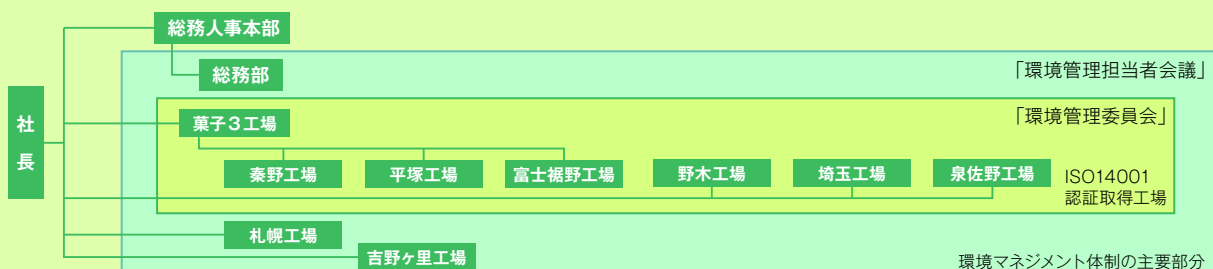 総務人事本部
総務部
「環境管理担当者会議」
社長
菓子3工場
「環境管理委員会」
秦野工場
平塚工場
富士裾野工場
野木工場
埼玉工場
泉佐野工場
ISO14001
認証取得工場
札幌工場
吉野ヶ里工場
環境マネジメント体制の主要部分